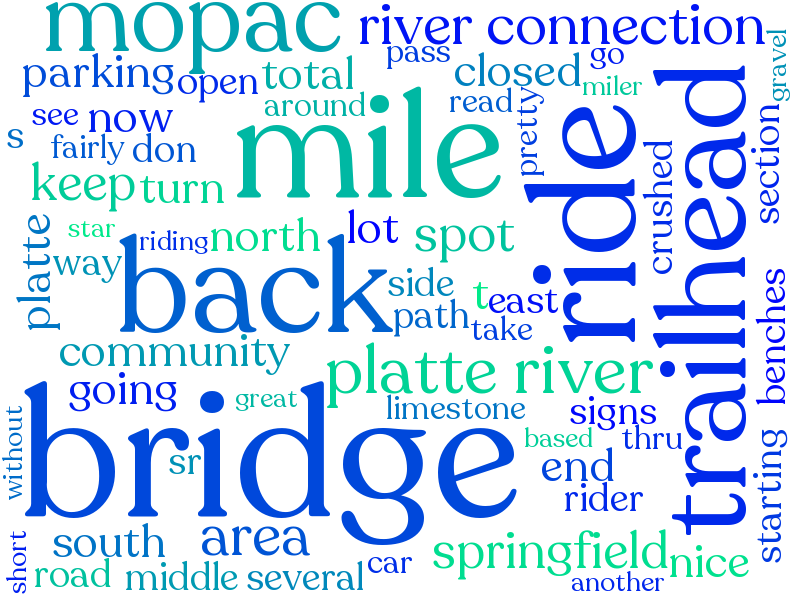 mopac
river connection
pass
go
parking
open
total
closed
miler
gravel
around
read
see
now
s
fairly
don
mile
pretty
ride
trailhead
section
crushed
keep
turn
star
riding
north
lot
spot
platte
way
back
side
t
east
path
take
benches
community
platte river
going
great
limestone
signs
without
bridge
sr
based
thru
end
rider
starting
south
area
springfield
nice
short
road
middle
several
car
another